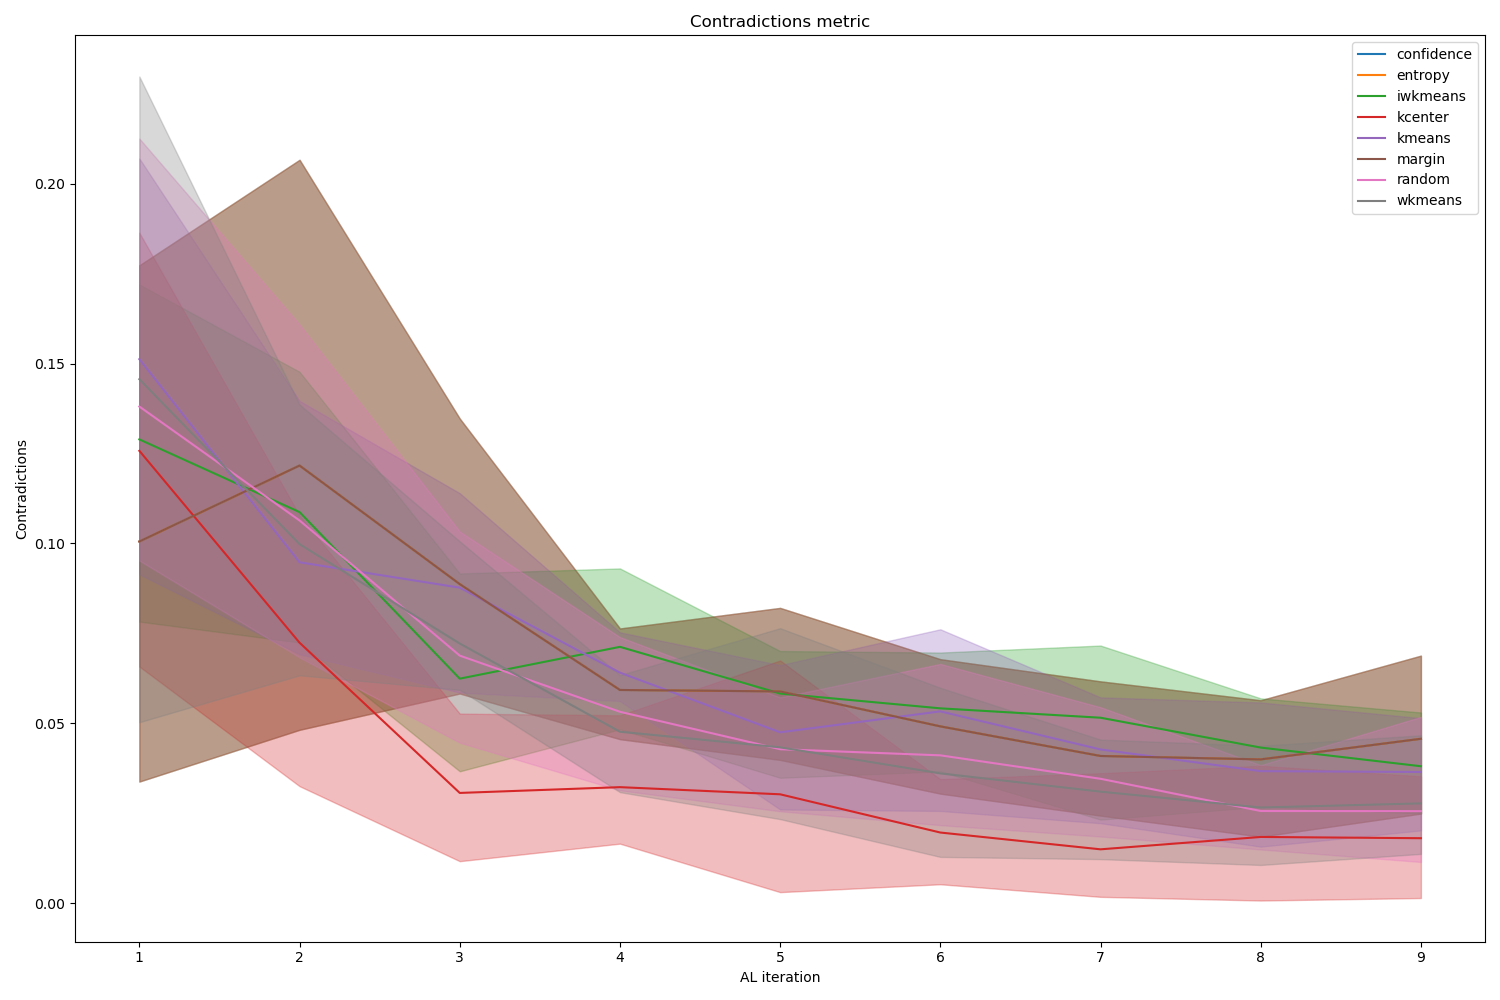 Contradictions metric
confidence
entropy
iwkmeans
kcenter
kmeans
margin
random
wkmeans
0.20
0.15
0.10
0.05
0.00
Contradictions
1 2 3 4 5 6 7 8 9
AL iteration